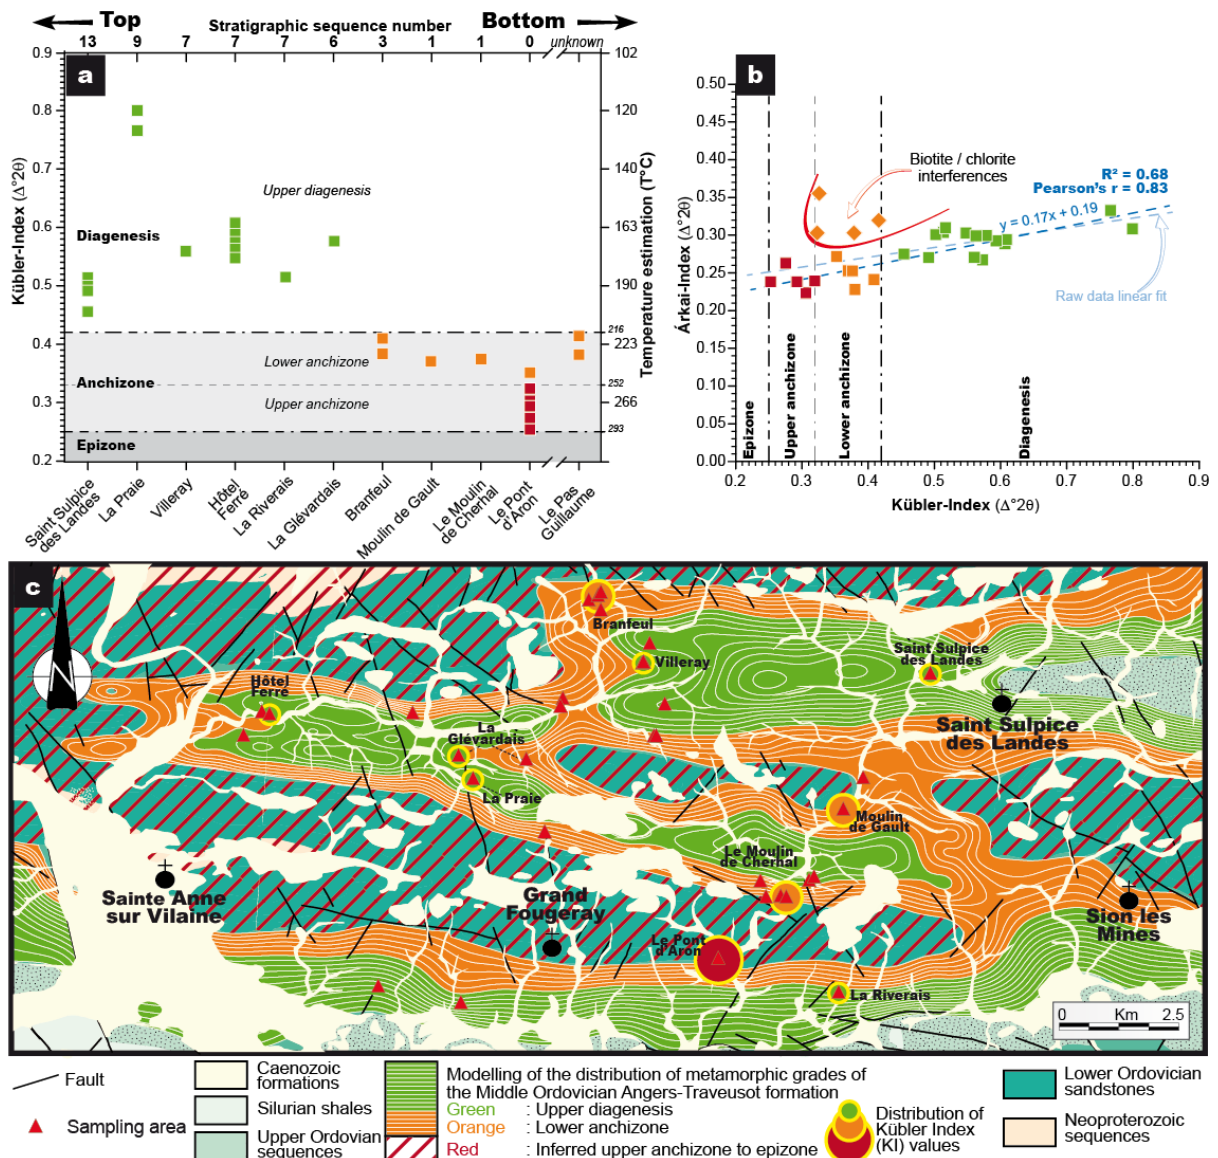 Top
Stratigraphic sequence number
Bottom
13 9 7 7 7 6 3 1 1 0 unknown
a
0.9
0.8
0.7
0.6
0.5
0.4
0.3
0.2
Kübler-Index (Δ°2θ)
102
120
140
163
190
216
223
252
266
293
Temperature estimation (T°C)
Upper diagenesis
Diagenesis
Lower anchizone
Anchizone
Upper anchizone
Epizone
Saint Sulpice
des Landes
La Praie
Villeray
Hôtel
Ferré
La Riverais
La Glévardais
Branfeul
Moulin de Gault
Le Moulin
de Cherhal
Le Pont
d'Aron
Le Pas
Guillaume
b
0.50
0.45
0.40
0.35
0.30
0.25
0.20
0.15
0.10
0.05
0.00
Árkai-Index (Δ°2θ)
Biotite / chlorite
interferences
R² = 0.68
Pearson's r = 0.83
y = 0.17x + 0.19
Raw data linear fit
Epizone
Upper anchizone
Lower anchizone
Diagenesis
0.2 0.3 0.4 0.5 0.6 0.7 0.8 0.9
Kübler-Index (Δ°2θ)
c
N
Branfeul
Villeray
Saint Sulpice
des Landes
Hôtel
Ferré
Saint Sulpice
des Landes
La
Glévardais
La Praie
Moulin
de Gault
Le Moulin
de Cherhal
Sainte Anne
sur Vilaine
Grand
Fougeray
Sion les
Mines
Le Pont
d'Aron
La Riverais
0 Km 2.5
Fault
Sampling area
Caenozoic
formations
Silurian shales
Upper Ordovian
sequences
Modelling of the distribution of metamorphic grades of
the Middle Ordovician Angers-Traveusot formation
Green : Upper diagenesis
Orange : Lower anchizone
Red : Inferred upper anchizone to epizone
Distribution of
Kübler Index
(KI) values
Lower Ordovician
sandstones
Neoproterozoic
sequences